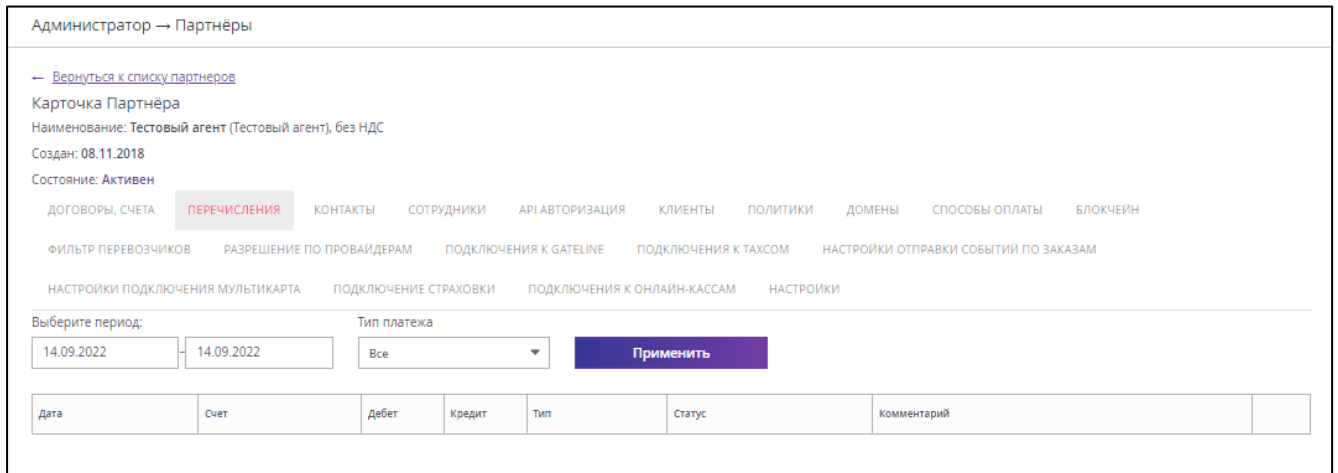 Администратор → Партнёры
← Вернуться к списку партнеров
Карточка Партнёра
Наименование: Тестовый агент (Тестовый агент), без НДС
Создан: 08.11.2018
Состояние: Активен
ДОГОВОРЫ, СЧЕТА ПЕРЕЧИСЛЕНИЯ КОНТАКТЫ СОТРУДНИКИ API АВТОРИЗАЦИЯ КЛИЕНТЫ ПОЛИТИКИ ДОМЕНЫ СПОСОБЫ ОПЛАТЫ БЛОКЧЕЙН
ФИЛЬТР ПЕРЕВОЗЧИКОВ РАЗРЕШЕНИЕ ПО ПРОВАЙДЕРАМ ПОДКЛЮЧЕНИЯ К GATELINE ПОДКЛЮЧЕНИЯ К TAXCOM НАСТРОЙКИ ОТПРАВКИ СОБЫТИЙ ПО ЗАКАЗАМ
НАСТРОЙКИ ПОДКЛЮЧЕНИЯ МУЛЬТИКАРТА ПОДКЛЮЧЕНИЕ СТРАХОВКИ ПОДКЛЮЧЕНИЯ К ОНЛАЙН-КАССАМ НАСТРОЙКИ
Выберите период: Тип платежа
14.09.2022 – 14.09.2022 Все Применить
Дата Счет Дебет Кредит Тип Статус Комментарий